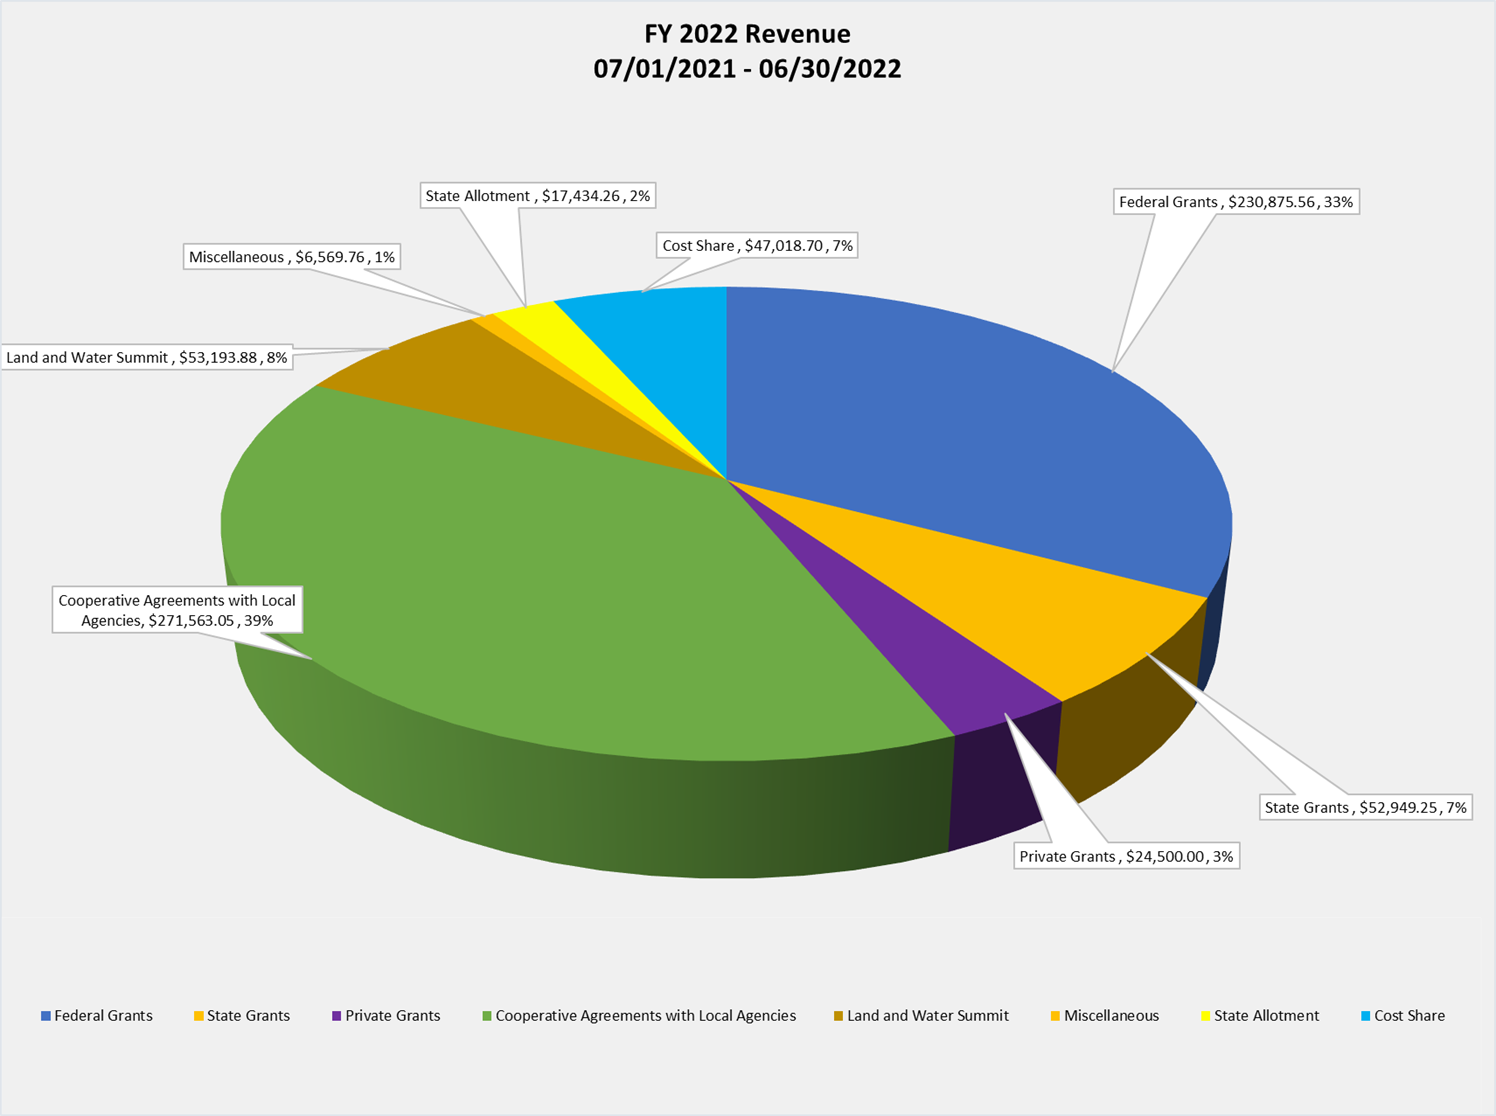 FY 2022 Revenue
07/01/2021 - 06/30/2022
State Allotment , $17,434.26 , 2%
Federal Grants , $230,875.56 , 33%
Cost Share , $47,018.70 , 7%
Miscellaneous , $6,569.76 , 1%
Land and Water Summit , $53,193.88 , 8%
Cooperative Agreements with Local
Agencies, $271,563.05 , 39%
State Grants , $52,949.25 , 7%
Private Grants , $24,500.00 , 3%
Federal Grants
State Grants
Private Grants
Cooperative Agreements with Local Agencies
Land and Water Summit
Miscellaneous
State Allotment
Cost Share